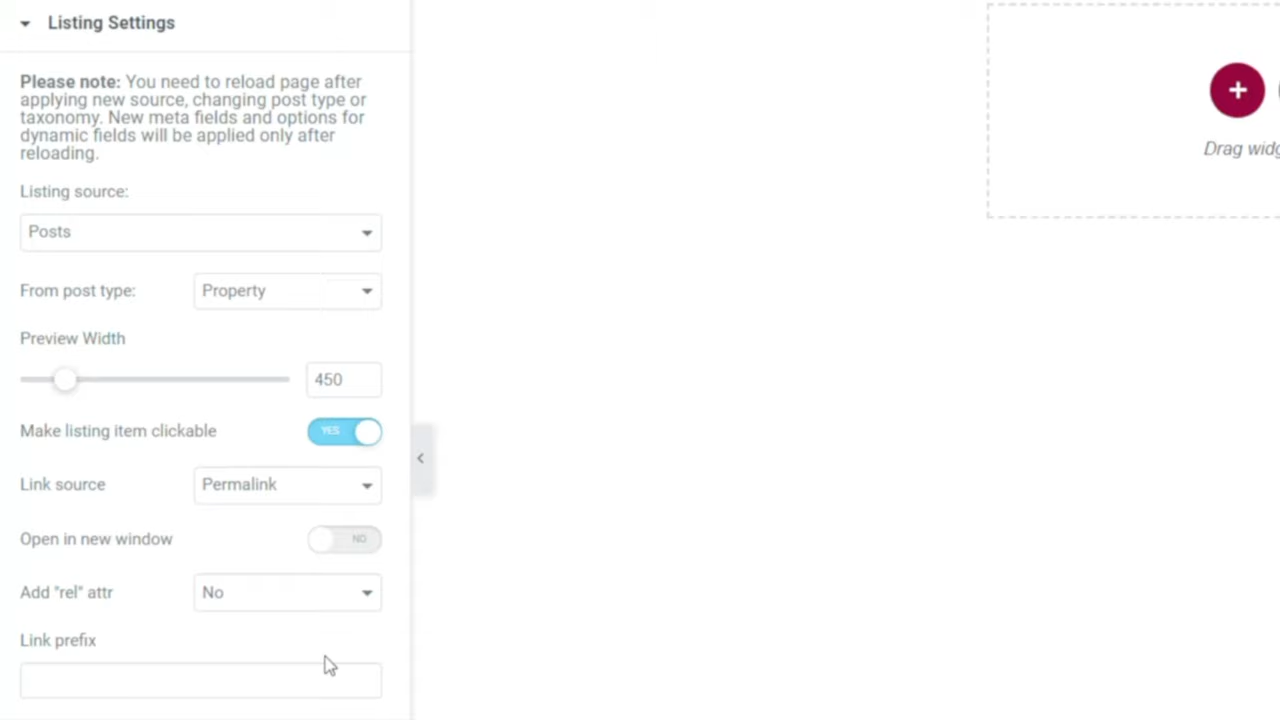 Listing Settings
Please note: You need to reload page after
applying new source, changing post type or
taxonomy. New meta fields and options for
dynamic fields will be applied only after
reloading.
Listing source:
Posts
From post type: Property
Preview Width
450
Make listing item clickable YES
Link source Permalink
Open in new window NO
Add "rel" attr No
Link prefix
Drag